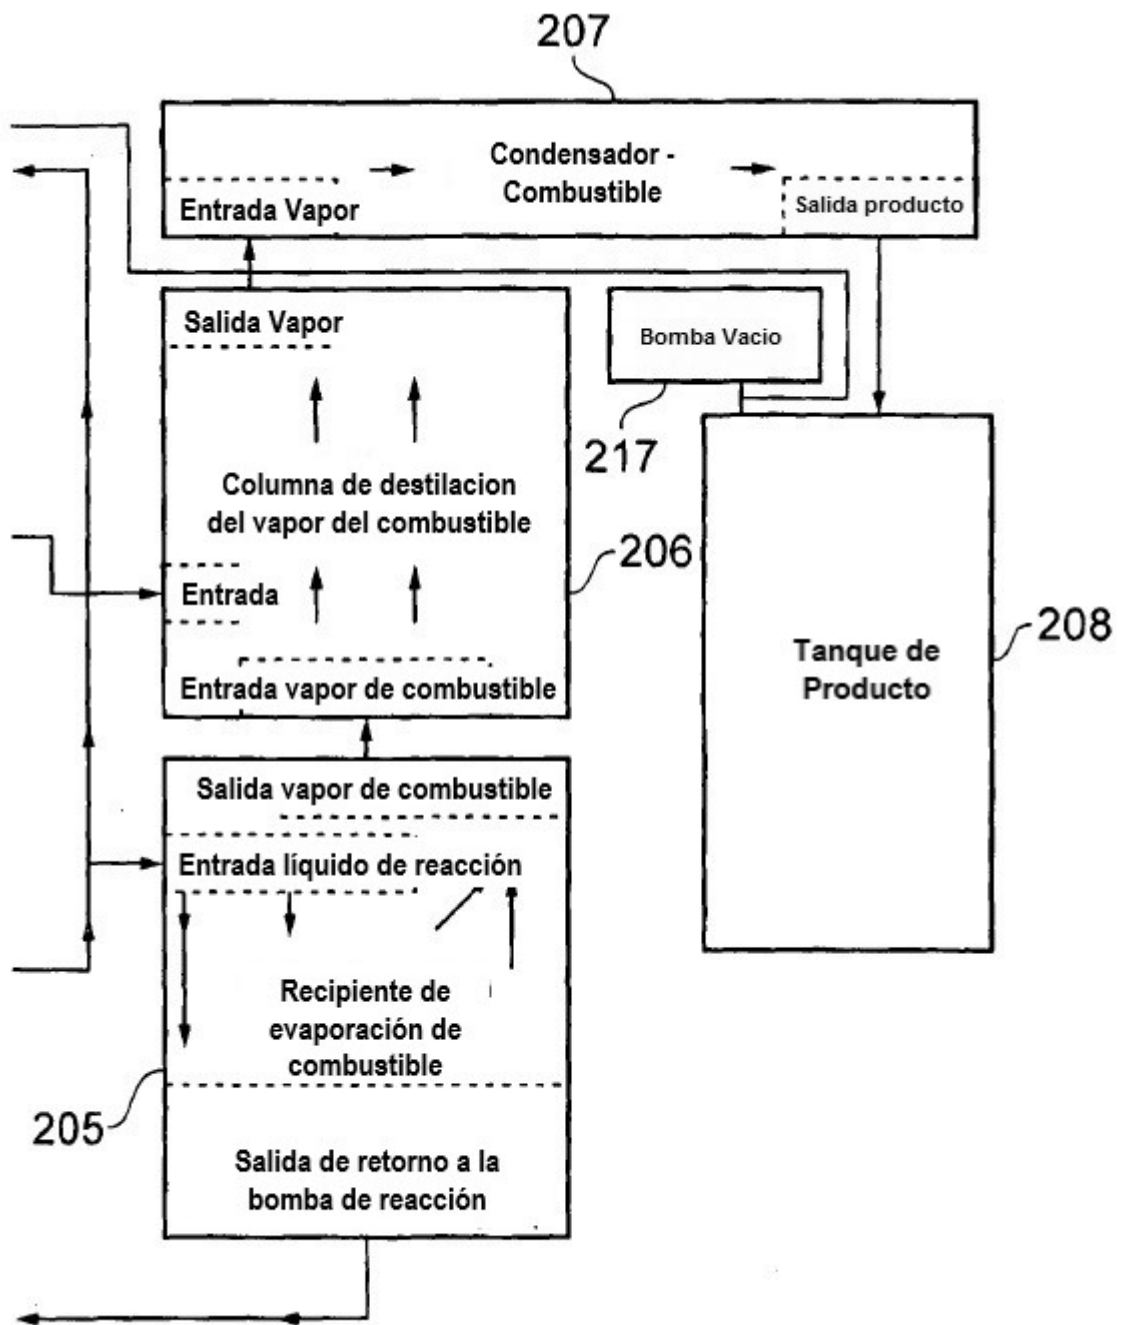 207
Condensador -
Combustible
Entrada Vapor
Salida producto
Salida Vapor
Bomba Vacio
217
Columna de destilacion
del vapor del combustible
206
Entrada
208
Tanque de
Producto
Entrada vapor de combustible
Salida vapor de combustible
Entrada líquido de reacción
Recipiente de
evaporación de
combustible
205
Salida de retorno a la
bomba de reacción